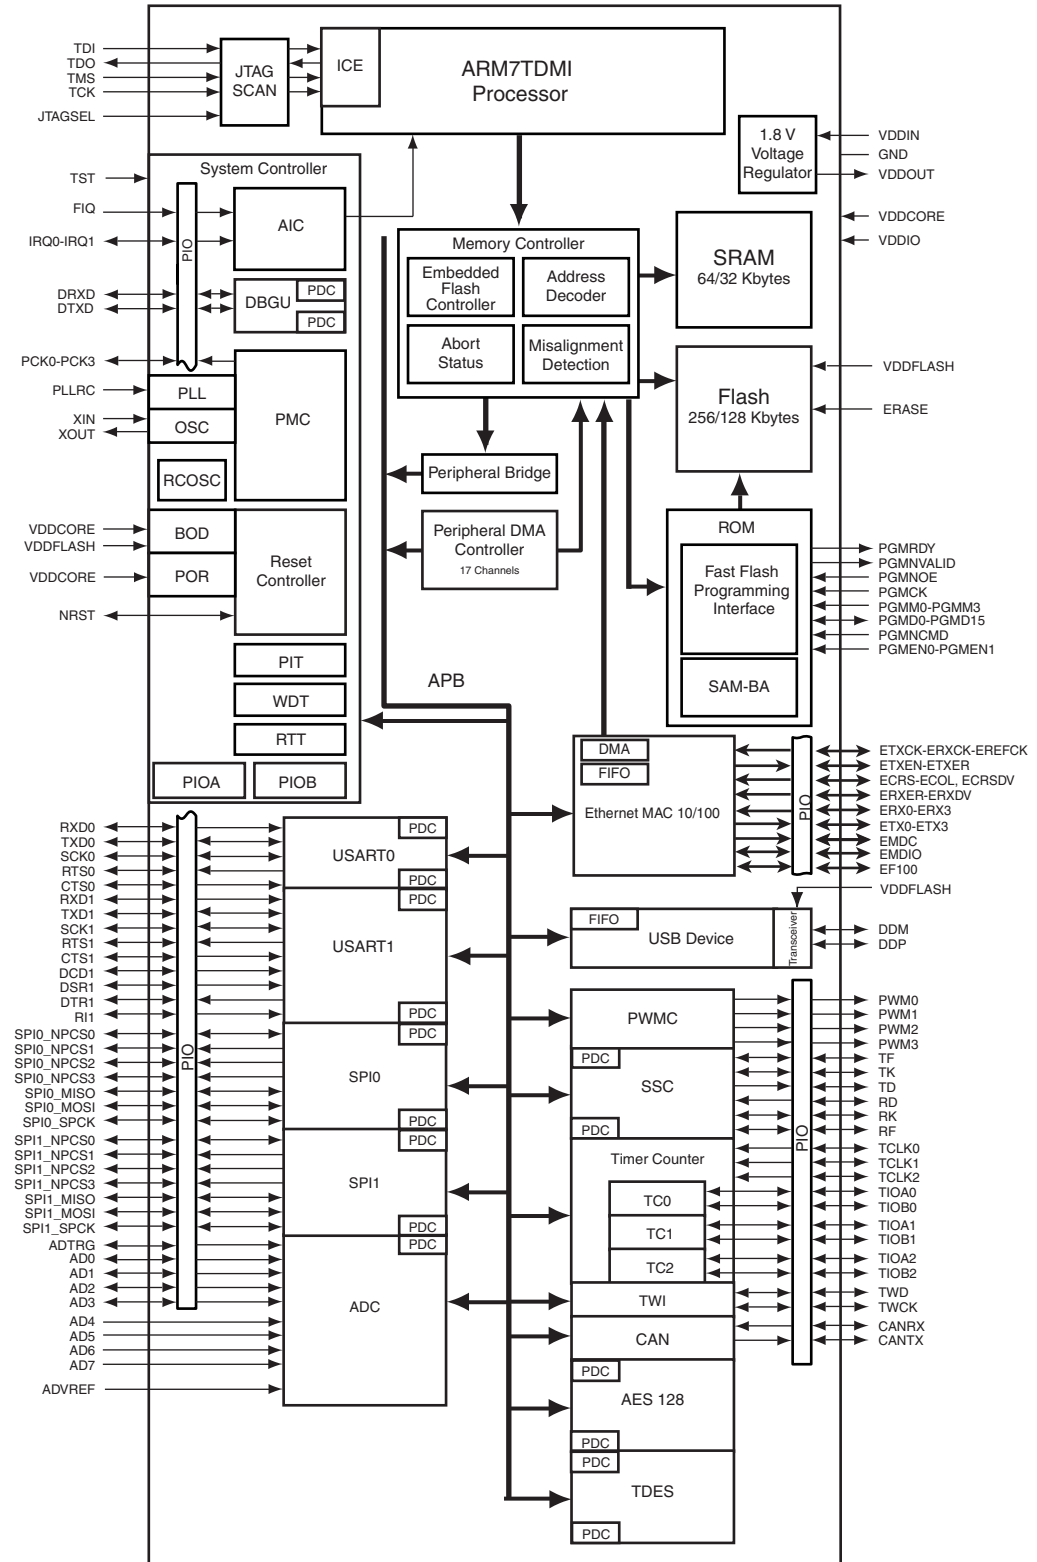 TDI
TDO
TMS
TCK
JTAGSEL
JTAG
SCAN
ICE
ARM7TDMI
Processor
1.8 V
Voltage
Regulator
VDDIN
GND
VDDOUT
VDDCORE
VDDIO
System Controller
TST
FIQ
IRQ0-IRQ1
PIO
AIC
DRXD
DTXD
DBGU
PDC
PDC
PCK0-PCK3
PLLRC
PLL
XIN
XOUT
OSC
PMC
RCOSC
VDDCORE
VDDFLASH
BOD
VDDCORE
POR
Reset
Controller
NRST
PIT
WDT
RTT
PIOA
PIOB
Memory Controller
Embedded
Flash
Controller
Address
Decoder
Abort
Status
Misalignment
Detection
SRAM
64/32 Kbytes
Flash
256/128 Kbytes
VDDFLASH
ERASE
Peripheral Bridge
Peripheral DMA
Controller
17 Channels
ROM
Fast Flash
Programming
Interface
SAM-BA
PGMRDY
PGMNVALID
PGMNOE
PGMCK
PGMM0-PGMM3
PGMD0-PGMD15
PGMNCMD
PGMEN0-PGMEN1
APB
DMA
FIFO
Ethernet MAC 10/100
PIO
ETXCK-ERXCK-EREFCK
ETXEN-ETXER
ECRS-ECOL, ECRSDV
ERXER-ERXDV
ERX0-ERX3
ETX0-ETX3
EMDC
EMDIO
EF100
VDDFLASH
FIFO
USB Device
Transceiver
DDM
DDP
RXD0
TXD0
SCK0
RTS0
CTS0
RXD1
TXD1
SCK1
RTS1
CTS1
DCD1
DSR1
DTR1
RI1
SPI0_NPCS0
SPI0_NPCS1
SPI0_NPCS2
SPI0_NPCS3
SPI0_MISO
SPI0_MOSI
SPI0_SPCK
SPI1_NPCS0
SPI1_NPCS1
SPI1_NPCS2
SPI1_NPCS3
SPI1_MISO
SPI1_MOSI
SPI1_SPCK
ADTRG
AD0
AD1
AD2
AD3
AD4
AD5
AD6
AD7
ADVREF
PIO
PDC
USART0
PDC
PDC
USART1
PDC
PDC
SPI0
PDC
PDC
SPI1
PDC
PDC
ADC
PWMC
PDC
SSC
PDC
Timer Counter
TC0
TC1
TC2
TWI
CAN
PDC
AES 128
PDC
PDC
TDES
PDC
PIO
PWM0
PWM1
PWM2
PWM3
TF
TK
TD
RD
RK
RF
TCLK0
TCLK1
TCLK2
TIOA0
TIOB0
TIOA1
TIOB1
TIOA2
TIOB2
TWD
TWCK
CANRX
CANTX